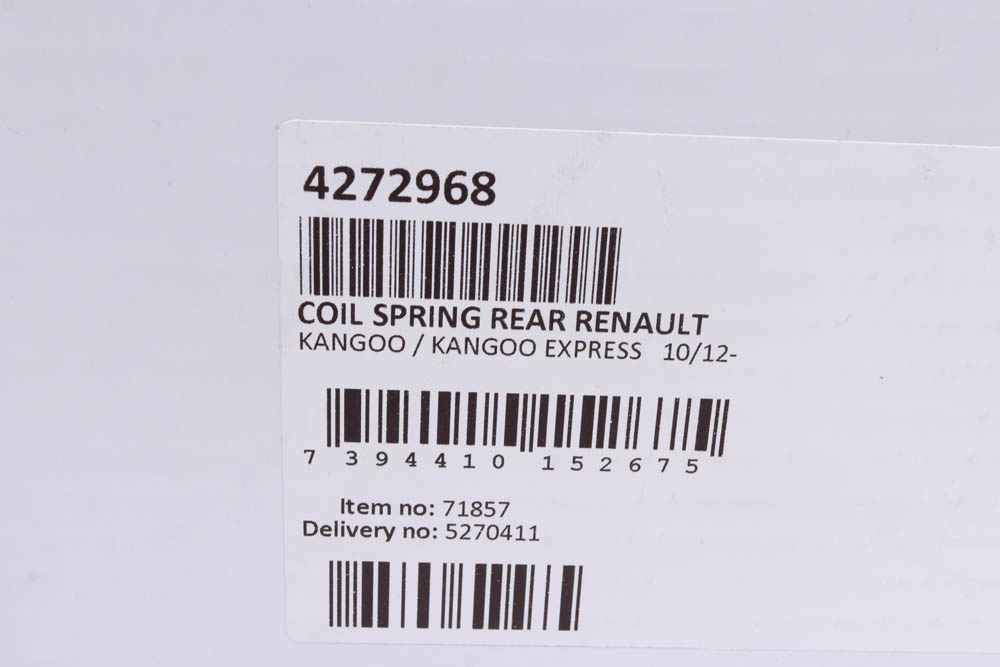 4272968
COIL SPRING REAR RENAULT
KANGOO / KANGOO EXPRESS 10/12-
7 394410 152675
Item no: 71857
Delivery no: 5270411